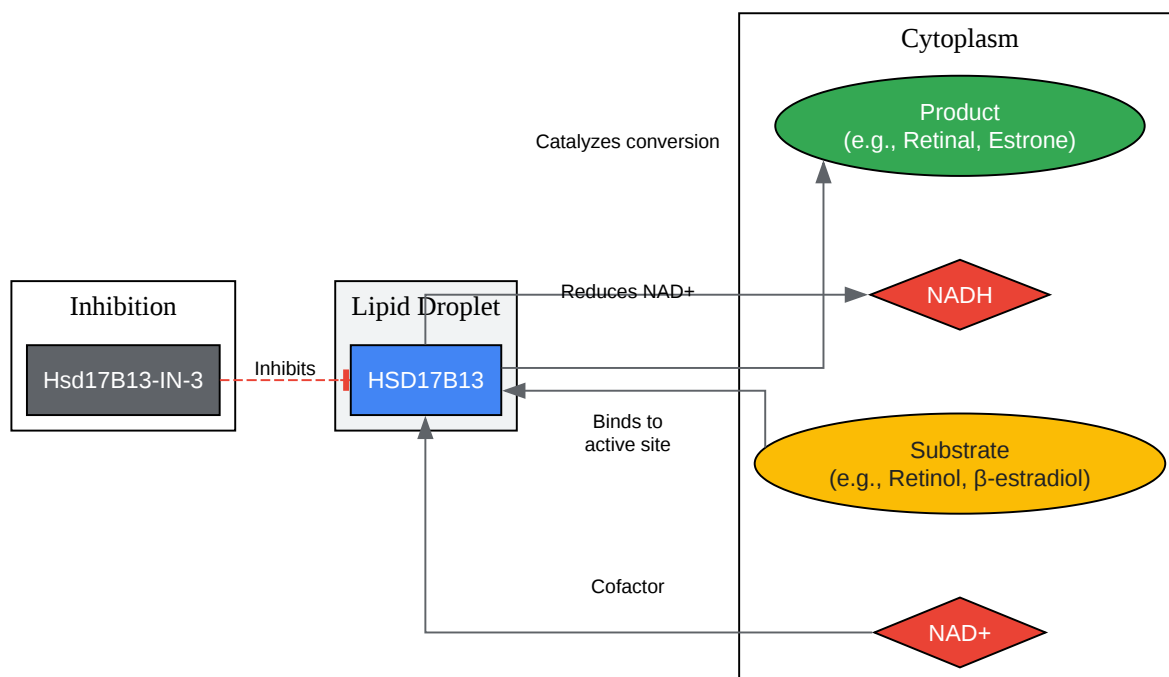 Cytoplasm
Product
(e.g., Retinal, Estrone)
Catalyzes conversion
Inhibition
Lipid Droplet
Reduces NAD+
NADH
Hsd17B13-IN-3
Inhibits
HSD17B13
Binds to
active site
Substrate
(e.g., Retinol, β-estradiol)
Cofactor
NAD+